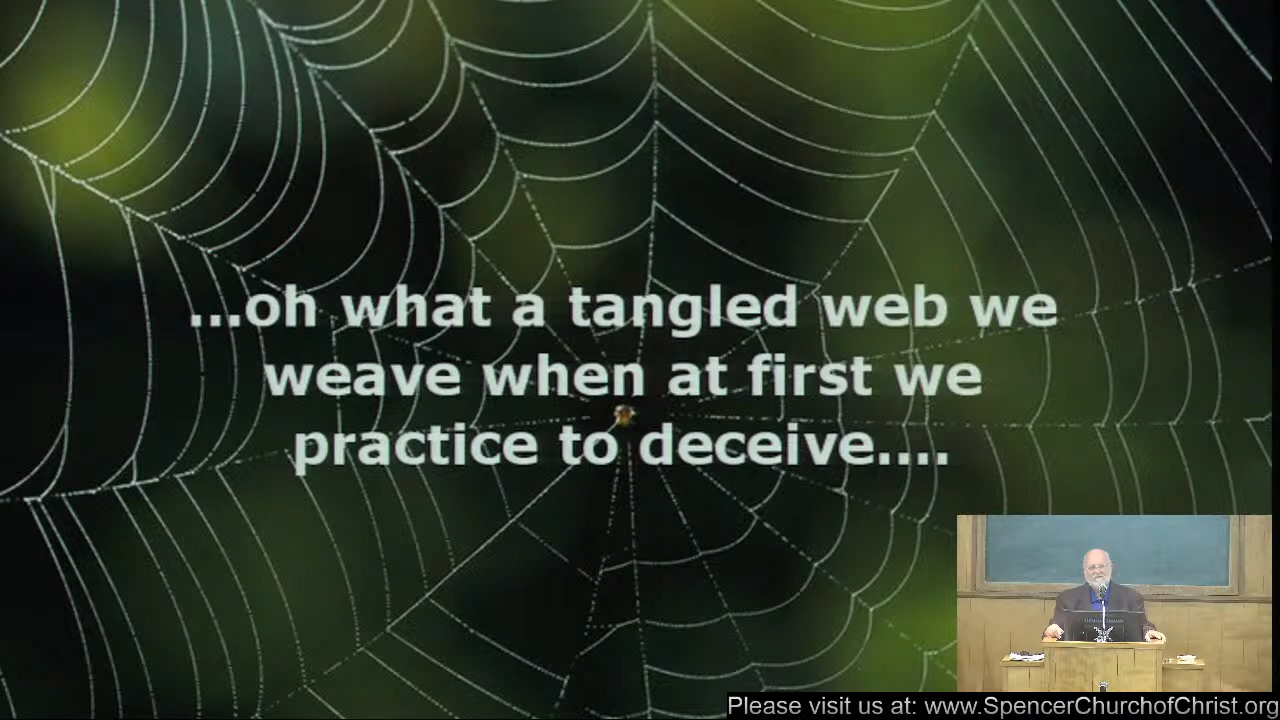 ...oh what a tangled web we
weave when at first we
practice to deceive....
Please visit us at: www.SpencerChurchofChrist.org